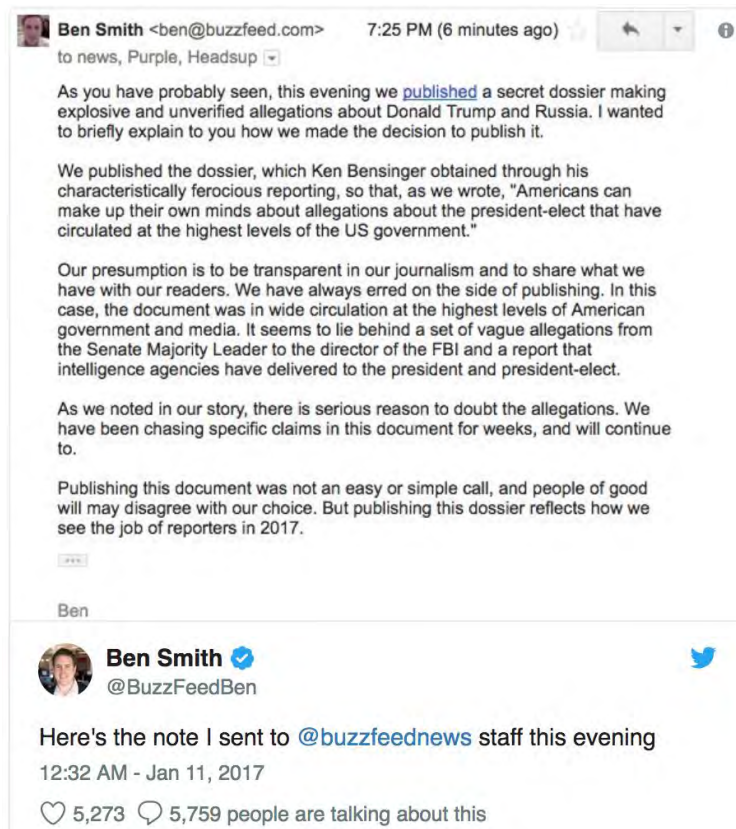 Ben Smith <ben@buzzfeed.com> 7:25 PM (6 minutes ago)
to news, Purple, Headsup
As you have probably seen, this evening we published a secret dossier making
explosive and unverified allegations about Donald Trump and Russia. I wanted
to briefly explain to you how we made the decision to publish it.
We published the dossier, which Ken Bensinger obtained through his
characteristically ferocious reporting, so that, as we wrote, "Americans can
make up their own minds about allegations about the president-elect that have
circulated at the highest levels of the US government."
Our presumption is to be transparent in our journalism and to share what we
have with our readers. We have always erred on the side of publishing. In this
case, the document was in wide circulation at the highest levels of American
government and media. It seems to lie behind a set of vague allegations from
the Senate Majority Leader to the director of the FBI and a report that
intelligence agencies have delivered to the president and president-elect.
As we noted in our story, there is serious reason to doubt the allegations. We
have been chasing specific claims in this document for weeks, and will continue
to.
Publishing this document was not an easy or simple call, and people of good
will may disagree with our choice. But publishing this dossier reflects how we
see the job of reporters in 2017.
Ben
Ben Smith
@BuzzFeedBen
Here's the note I sent to @buzzfeednews staff this evening
12:32 AM - Jan 11, 2017
5,273 5,759 people are talking about this